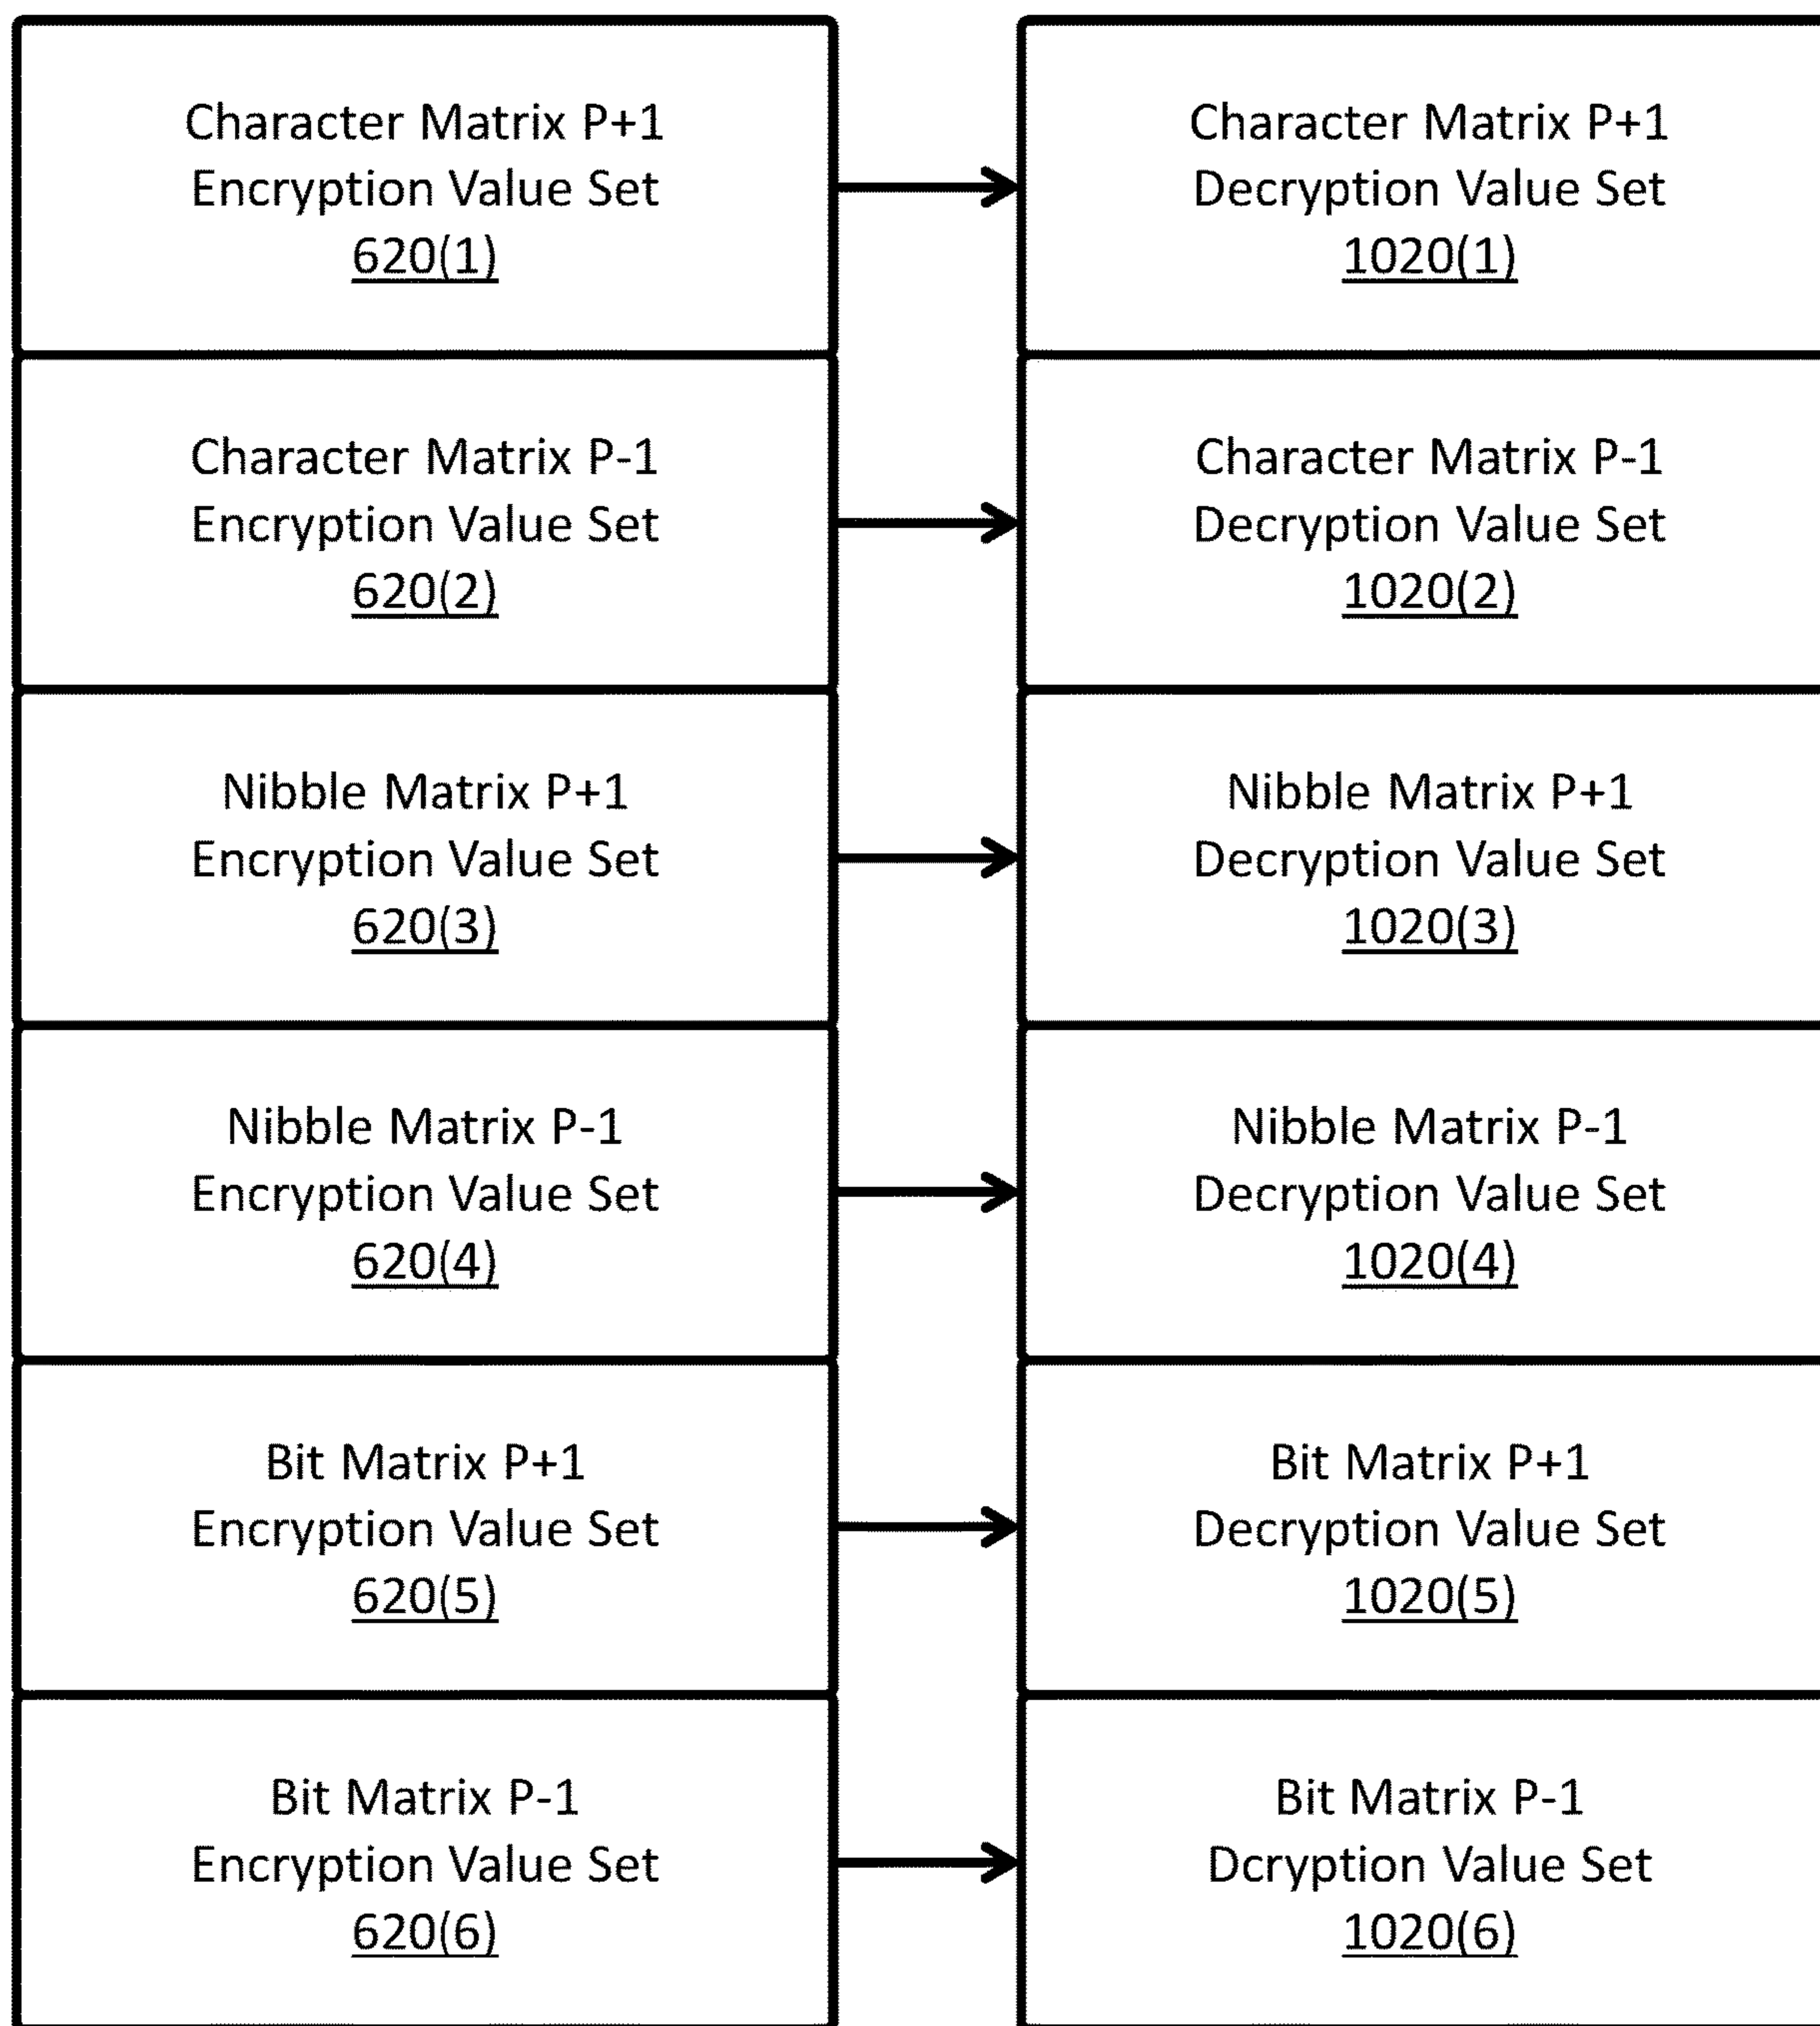 Character Matrix P+1
Encryption Value Set
620(1)
Character Matrix P+1
Decryption Value Set
1020(1)
Character Matrix P-1
Encryption Value Set
620(2)
Character Matrix P-1
Decryption Value Set
1020(2)
Nibble Matrix P+1
Encryption Value Set
620(3)
Nibble Matrix P+1
Decryption Value Set
1020(3)
Nibble Matrix P-1
Encryption Value Set
620(4)
Nibble Matrix P-1
Decryption Value Set
1020(4)
Bit Matrix P+1
Encryption Value Set
620(5)
Bit Matrix P+1
Decryption Value Set
1020(5)
Bit Matrix P-1
Encryption Value Set
620(6)
Bit Matrix P-1
Dcryption Value Set
1020(6)